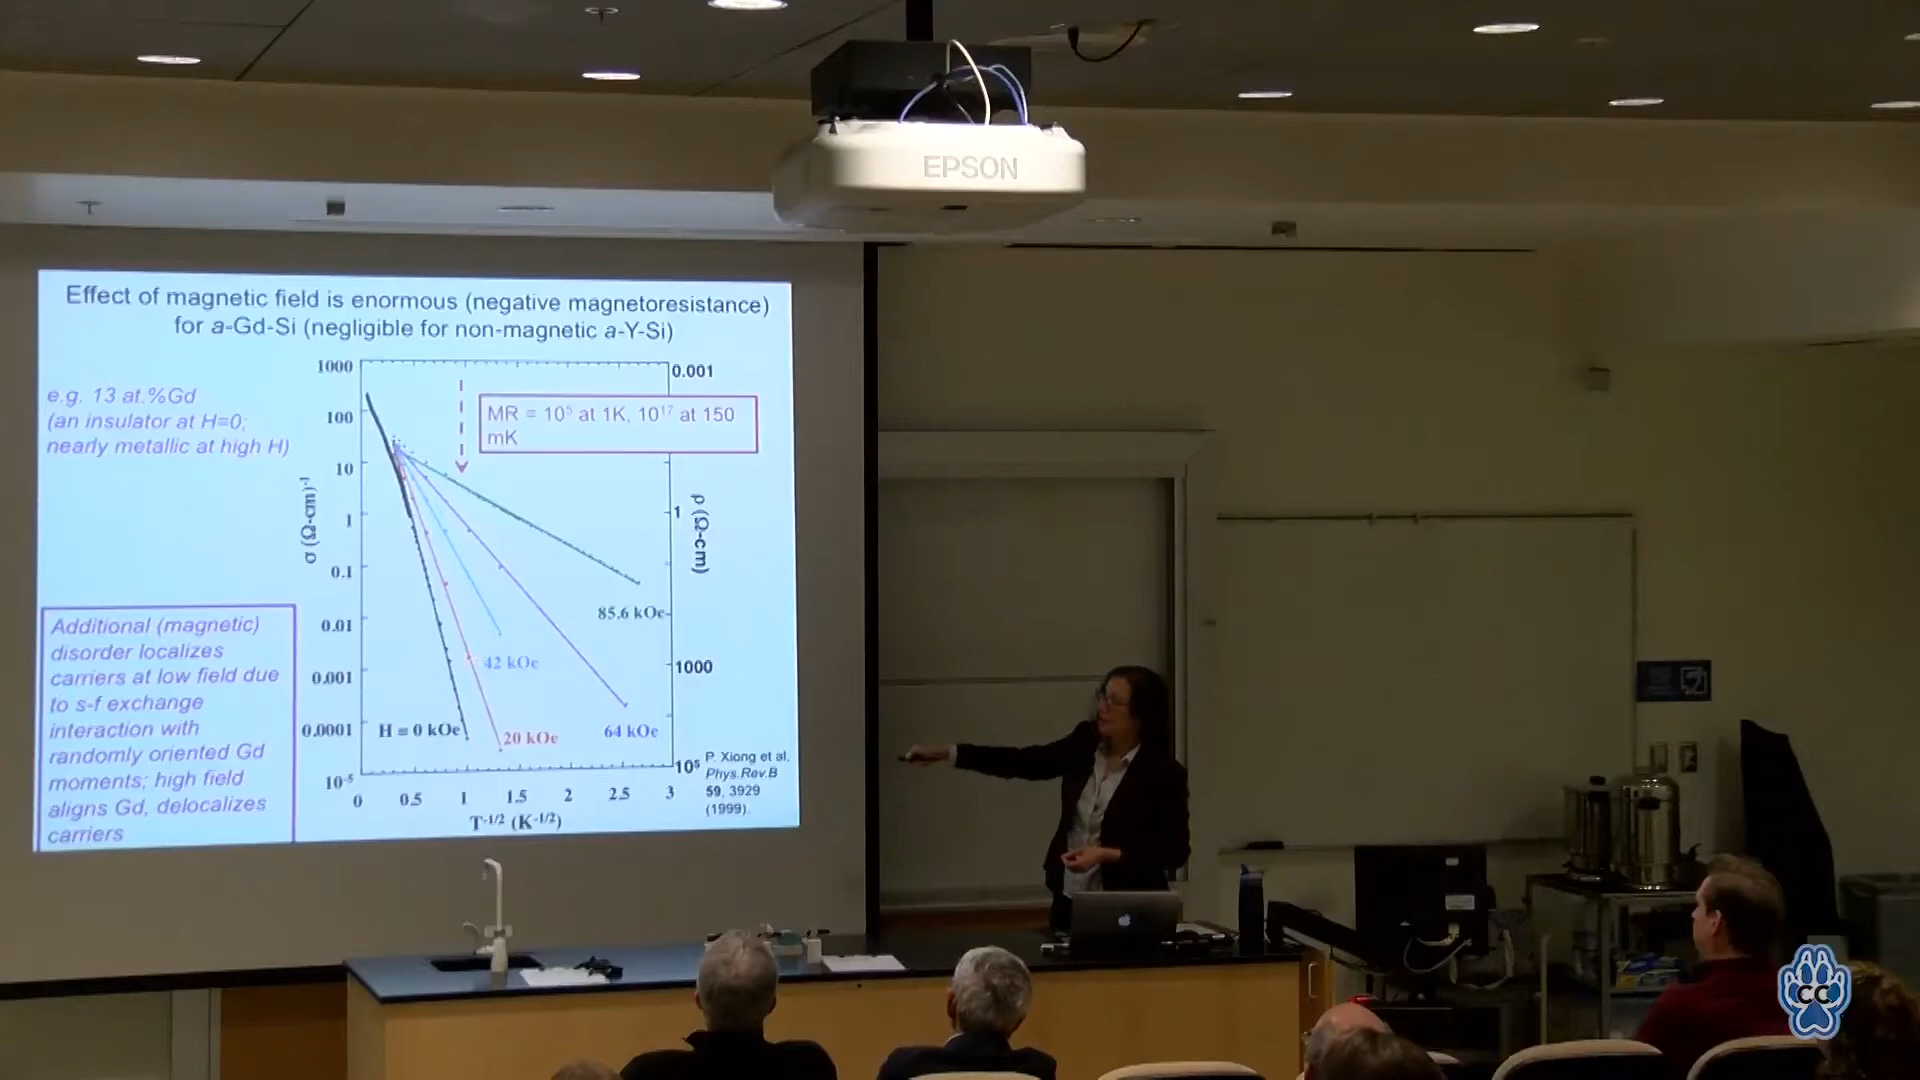 EPSON
Effect of magnetic field is enormous (negative magnetoresistance)
for a-Gd-Si (negligible for non-magnetic a-Y-Si)
e.g. 13 at.%Gd
(an insulator at H=0;
nearly metallic at high H)
Additional (magnetic)
disorder localizes
carriers at low field due
to s-f exchange
interaction with
randomly oriented Gd
moments; high field
aligns Gd, delocalizes
carriers
σ (Ω-cm)⁻¹
1000
100
10
1
0.1
0.01
0.001
0.0001
10⁻⁵
MR = 10⁵ at 1K, 10¹⁷ at 150
mK
85.6 kOe
42 kOe
H = 0 kOe
20 kOe
64 kOe
0.001
1
1000
10⁵
ρ (Ω-cm)
0 0.5 1 1.5 2 2.5 3
T⁻¹/² (K⁻¹/²)
P. Xiong et al,
Phys.Rev.B
59, 3929
(1999).
CC